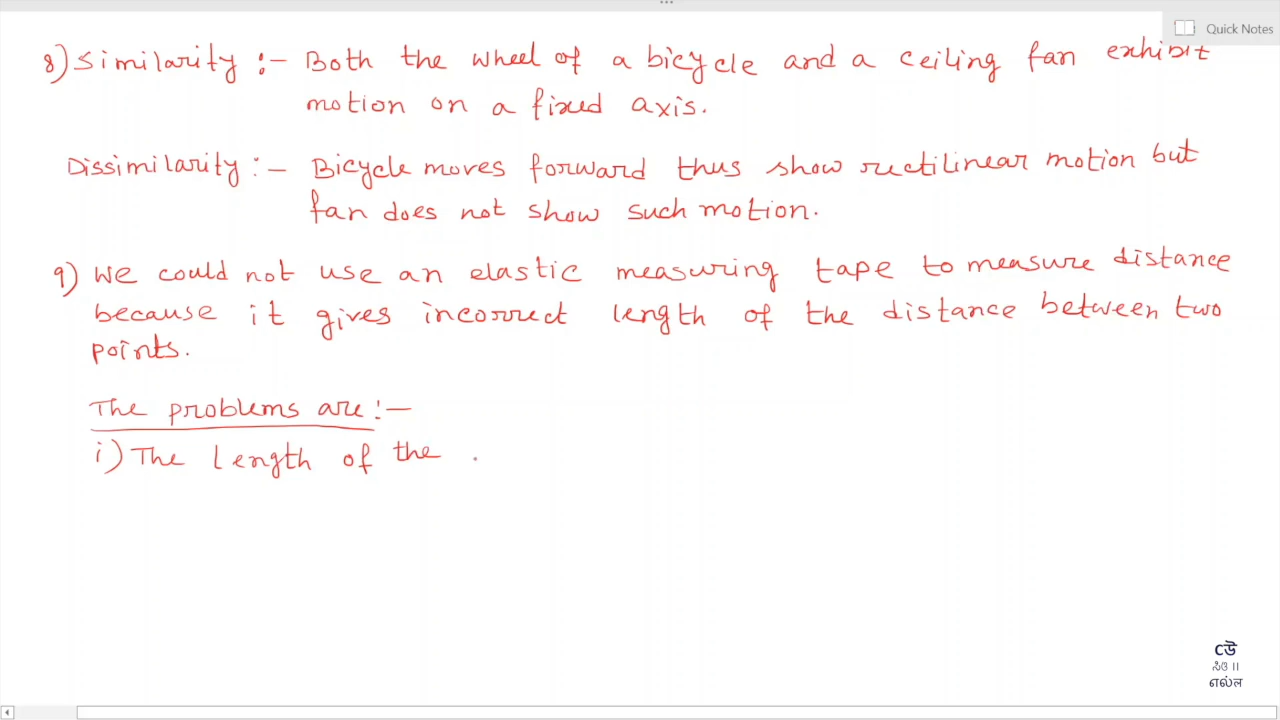 Quick Notes
8) Similarity :- Both the wheel of a bicycle and a ceiling fan exhibit
motion on a fixed axis.
Dissimilarity :- Bicycle moves forward thus show rectilinear motion but
fan does not show such motion.
9) We could not use an elastic measuring tape to measure distance
because it gives incorrect length of the distance between two
points.
The problems are :-
i) The length of the